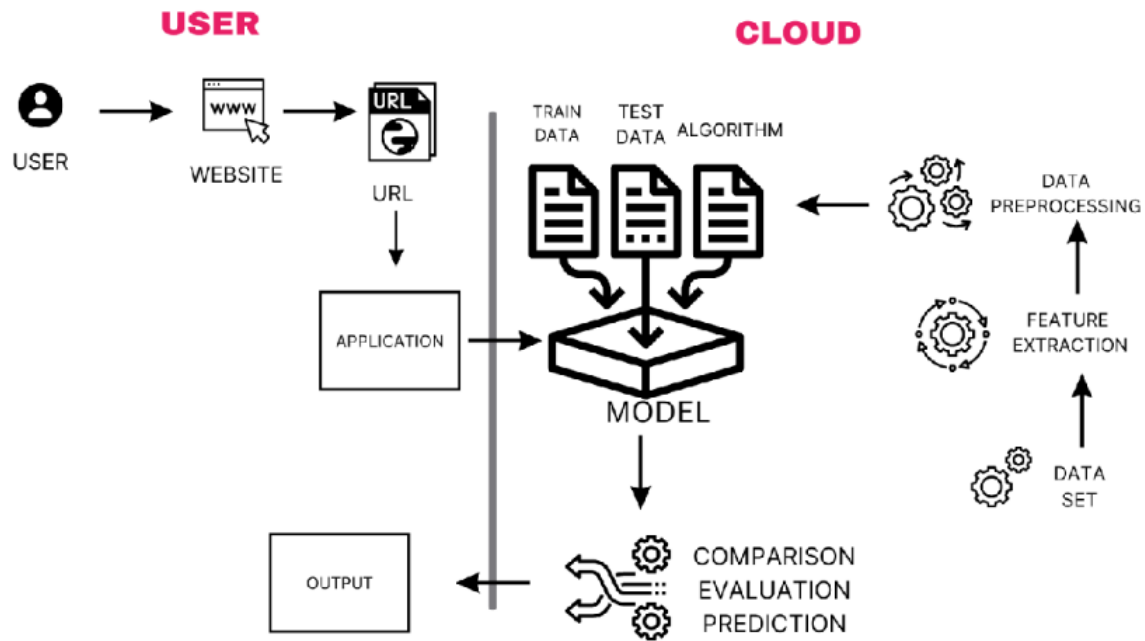 USER
CLOUD
USER
www
WEBSITE
URL
URL
TRAIN
DATA
TEST
DATA
ALGORITHM
DATA
PREPROCESSING
APPLICATION
MODEL
FEATURE
EXTRACTION
DATA
SET
OUTPUT
COMPARISON
EVALUATION
PREDICTION